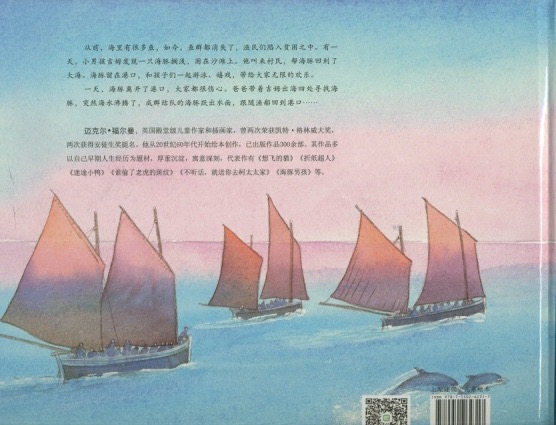 从前，海里有很多鱼，如今，鱼群都消失了，渔民们陷入贫困之中。有一
天，小男孩吉姆发现一只海豚搁浅，困在沙滩上。他叫来村民，帮海豚回到了
大海。海豚留在港口，和孩子们一起游泳、嬉戏，带给大家无限的欢乐。
一天，海豚离开了港口，大家都很伤心。爸爸带着吉姆出海四处寻找海
豚，突然海水沸腾了，成群结队的海豚跃出水面，跟随渔船回到港口……
迈克尔•福尔曼，英国殿堂级儿童作家和插画家，曾两次荣获凯特·格林威大奖，
两次获得安徒生奖提名。他从20世纪60年代开始绘本创作，已出版作品300余部，其作品多
以自己早期人生经历为题材，厚重沉纹，寓意深刻，代表作有《想飞的猫》《折纸超人》
《迷途小鸭》《谁偷了老虎的斑纹》《不听话，就送你去树太太家》《海豚男孩》等。